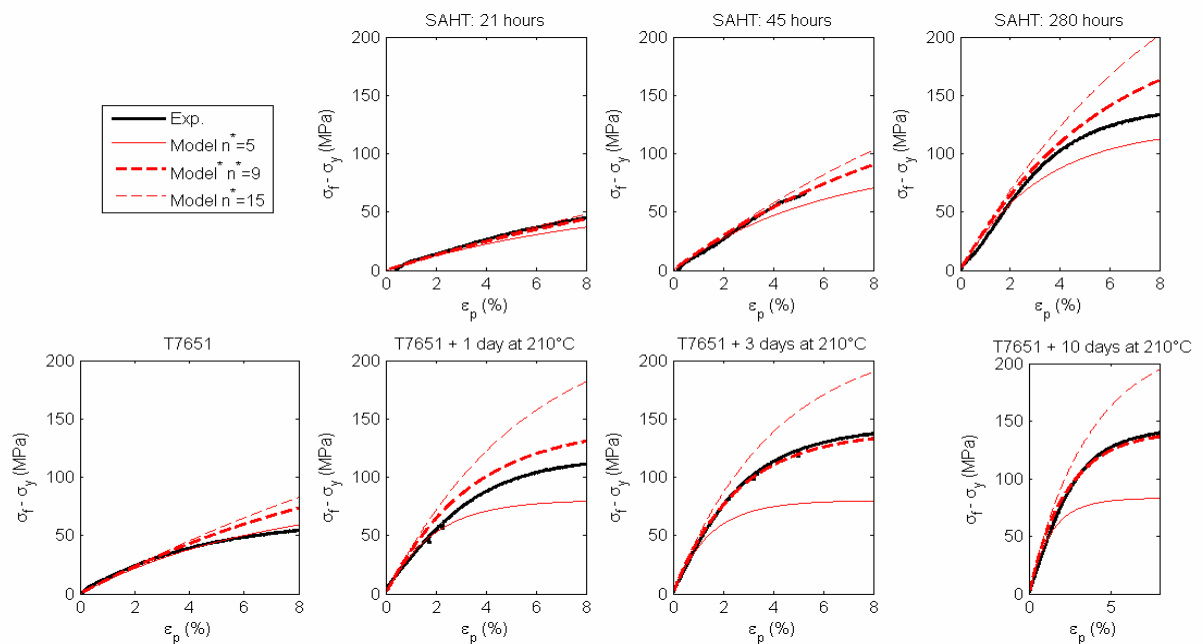 SAHT: 21 hours
SAHT: 45 hours
SAHT: 280 hours
200
150
100
50
0
σf - σy (MPa)
0 2 4 6 8
εp (%)
200
150
100
50
0
σf - σy (MPa)
0 2 4 6 8
εp (%)
200
150
100
50
0
σf - σy (MPa)
0 2 4 6 8
εp (%)
Exp.
Model n*=5
Model* n*=9
Model n*=15
T7651
T7651 + 1 day at 210°C
T7651 + 3 days at 210°C
T7651 + 10 days at 210°C
200
150
100
50
0
σf - σy (MPa)
0 2 4 6 8
εp (%)
200
150
100
50
0
σf - σy (MPa)
0 2 4 6 8
εp (%)
200
150
100
50
0
σf - σy (MPa)
0 2 4 6 8
εp (%)
200
150
100
50
0
σf - σy (MPa)
0 5
εp (%)